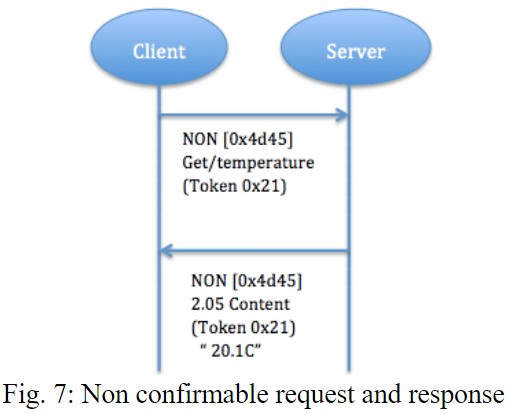 Client
Server
NON [0x4d45]
Get/temperature
(Token 0x21)
NON [0x4d45]
2.05 Content
(Token 0x21)
“ 20.1C”
Fig. 7: Non confirmable request and response